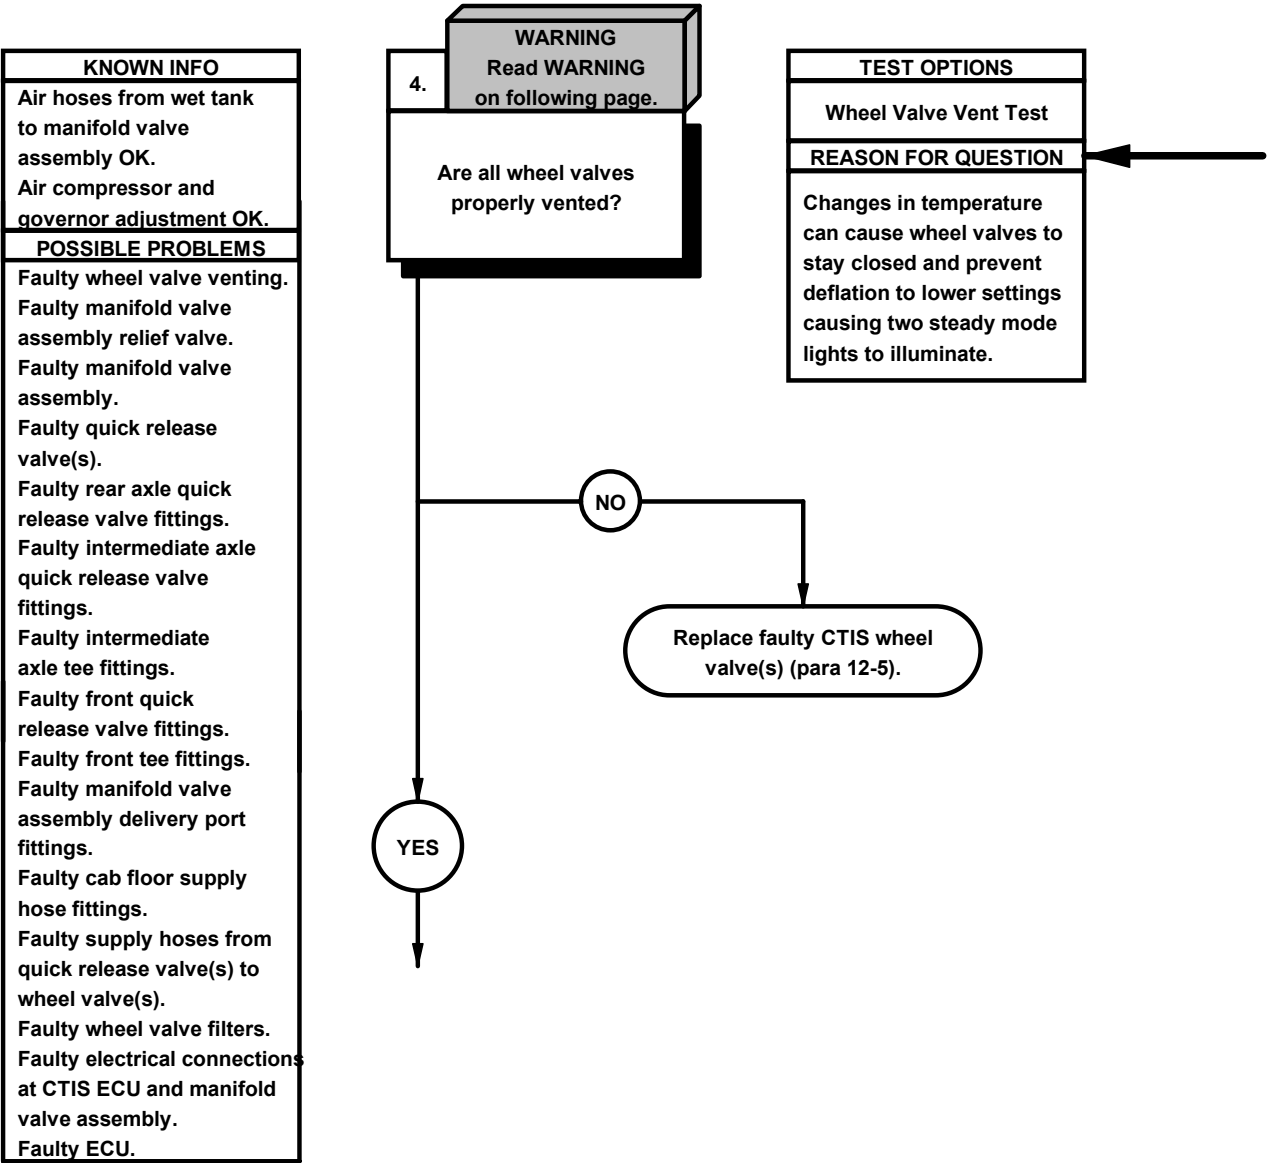 KNOWN INFO
Air hoses from wet tank
to manifold valve
assembly OK.
Air compressor and
governor adjustment OK.
POSSIBLE PROBLEMS
Faulty wheel valve venting.
Faulty manifold valve
assembly relief valve.
Faulty manifold valve
assembly.
Faulty quick release
valve(s).
Faulty rear axle quick
release valve fittings.
Faulty intermediate axle
quick release valve
fittings.
Faulty intermediate
axle tee fittings.
Faulty front quick
release valve fittings.
Faulty front tee fittings.
Faulty manifold valve
assembly delivery port
fittings.
Faulty cab floor supply
hose fittings.
Faulty supply hoses from
quick release valve(s) to
wheel valve(s).
Faulty wheel valve filters.
Faulty electrical connections
at CTIS ECU and manifold
valve assembly.
Faulty ECU.
4.
WARNING
Read WARNING
on following page.
Are all wheel valves
properly vented?
NO
Replace faulty CTIS wheel
valve(s) (para 12-5).
YES
TEST OPTIONS
Wheel Valve Vent Test
REASON FOR QUESTION
Changes in temperature
can cause wheel valves to
stay closed and prevent
deflation to lower settings
causing two steady mode
lights to illuminate.